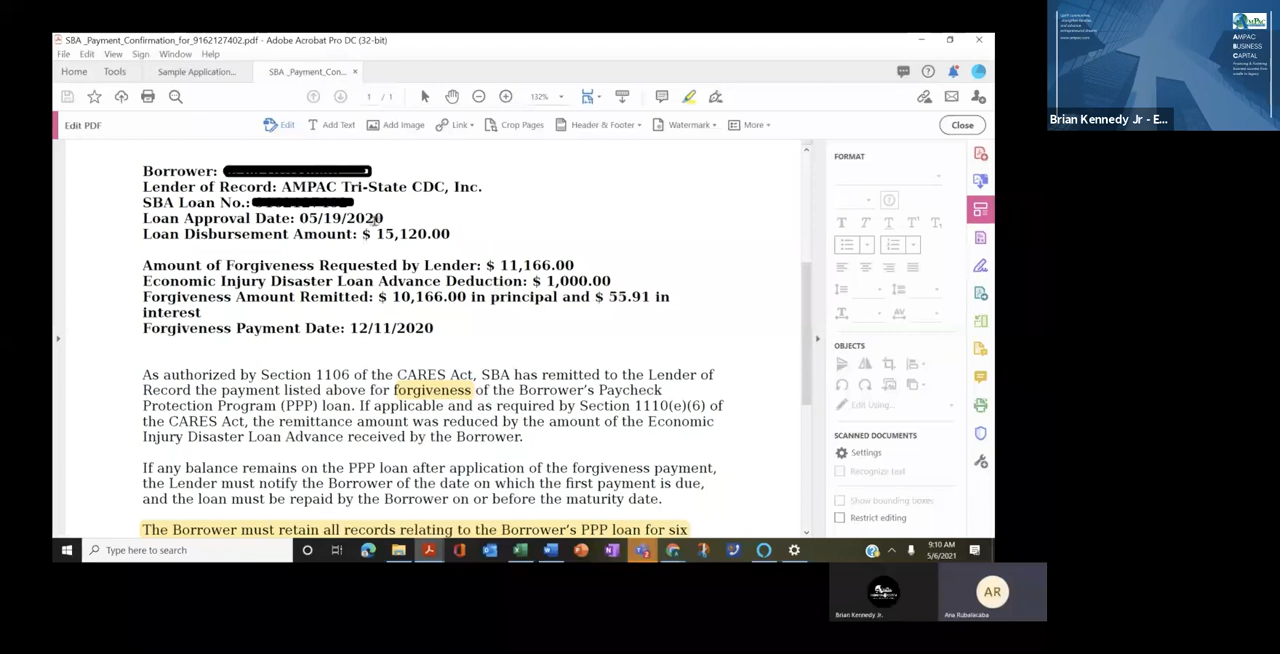 SBA _Payment_Confirmation_for_9162127402.pdf - Adobe Acrobat Pro DC (32-bit)
File Edit View Sign Window Help
Home Tools Sample Application... SBA _Payment_Con... ×
1 / 1 132%
Edit PDF Edit Add Text Add Image Link Crop Pages Header & Footer Watermark More Close
Borrower:
Lender of Record: AMPAC Tri-State CDC, Inc.
SBA Loan No.:
Loan Approval Date: 05/19/2020
Loan Disbursement Amount: $ 15,120.00
Amount of Forgiveness Requested by Lender: $ 11,166.00
Economic Injury Disaster Loan Advance Deduction: $ 1,000.00
Forgiveness Amount Remitted: $ 10,166.00 in principal and $ 55.91 in
interest
Forgiveness Payment Date: 12/11/2020
As authorized by Section 1106 of the CARES Act, SBA has remitted to the Lender of
Record the payment listed above for forgiveness of the Borrower's Paycheck
Protection Program (PPP) loan. If applicable and as required by Section 1110(e)(6) of
the CARES Act, the remittance amount was reduced by the amount of the Economic
Injury Disaster Loan Advance received by the Borrower.
If any balance remains on the PPP loan after application of the forgiveness payment,
the Lender must notify the Borrower of the date on which the first payment is due,
and the loan must be repaid by the Borrower on or before the maturity date.
The Borrower must retain all records relating to the Borrower's PPP loan for six
FORMAT
OBJECTS
Edit Using...
SCANNED DOCUMENTS
Settings
Recognize text
Show bounding boxes
Restrict editing
Type here to search
9:10 AM
5/6/2021
AMPAC
AMPAC
BUSINESS
CAPITAL
Brian Kennedy Jr - E...
Brian Kennedy Jr.
AR
Ana Rubalacaba